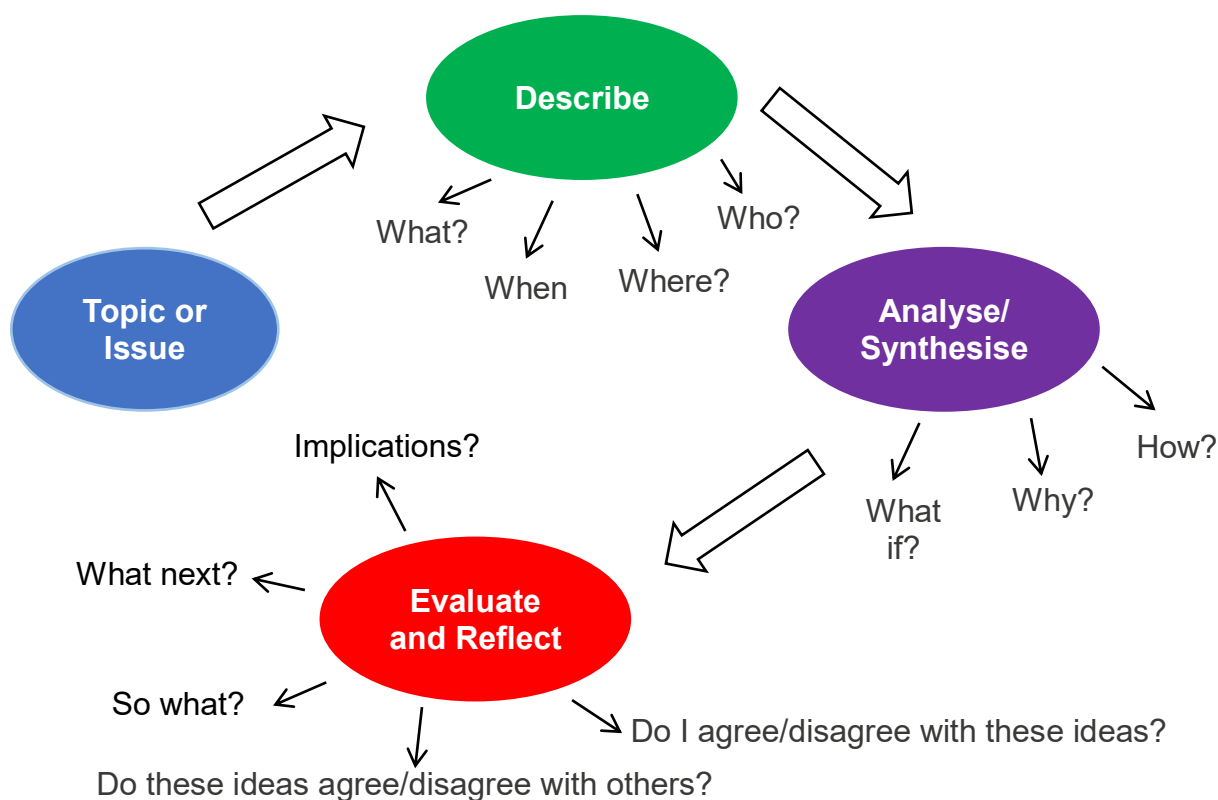 Describe
What?
When
Where?
Who?
Topic or
Issue
Analyse/
Synthesise
How?
Why?
What
if?
Implications?
What next?
Evaluate
and Reflect
So what?
Do I agree/disagree with these ideas?
Do these ideas agree/disagree with others?